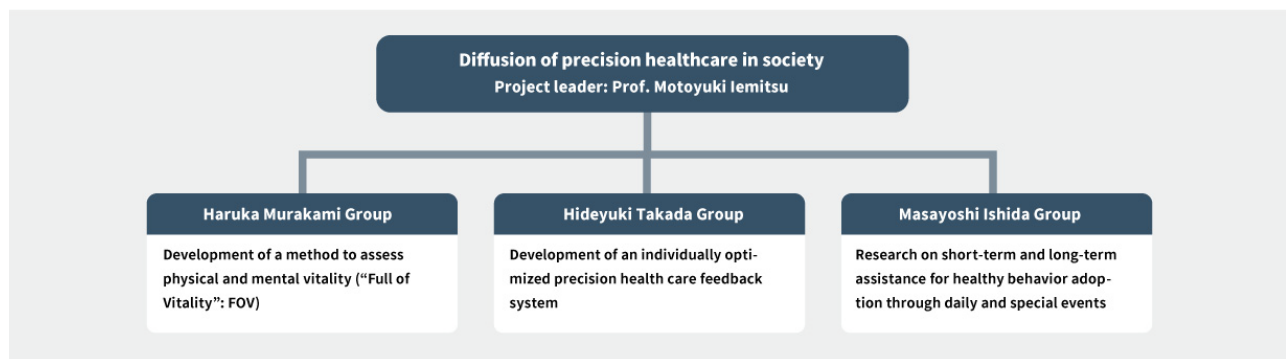 Diffusion of precision healthcare in society
Project leader: Prof. Motoyuki Iemitsu
Haruka Murakami Group
Development of a method to assess
physical and mental vitality (“Full of
Vitality”: FOV)
Hideyuki Takada Group
Development of an individually opti-
mized precision health care feedback
system
Masayoshi Ishida Group
Research on short-term and long-term
assistance for healthy behavior adop-
tion through daily and special events